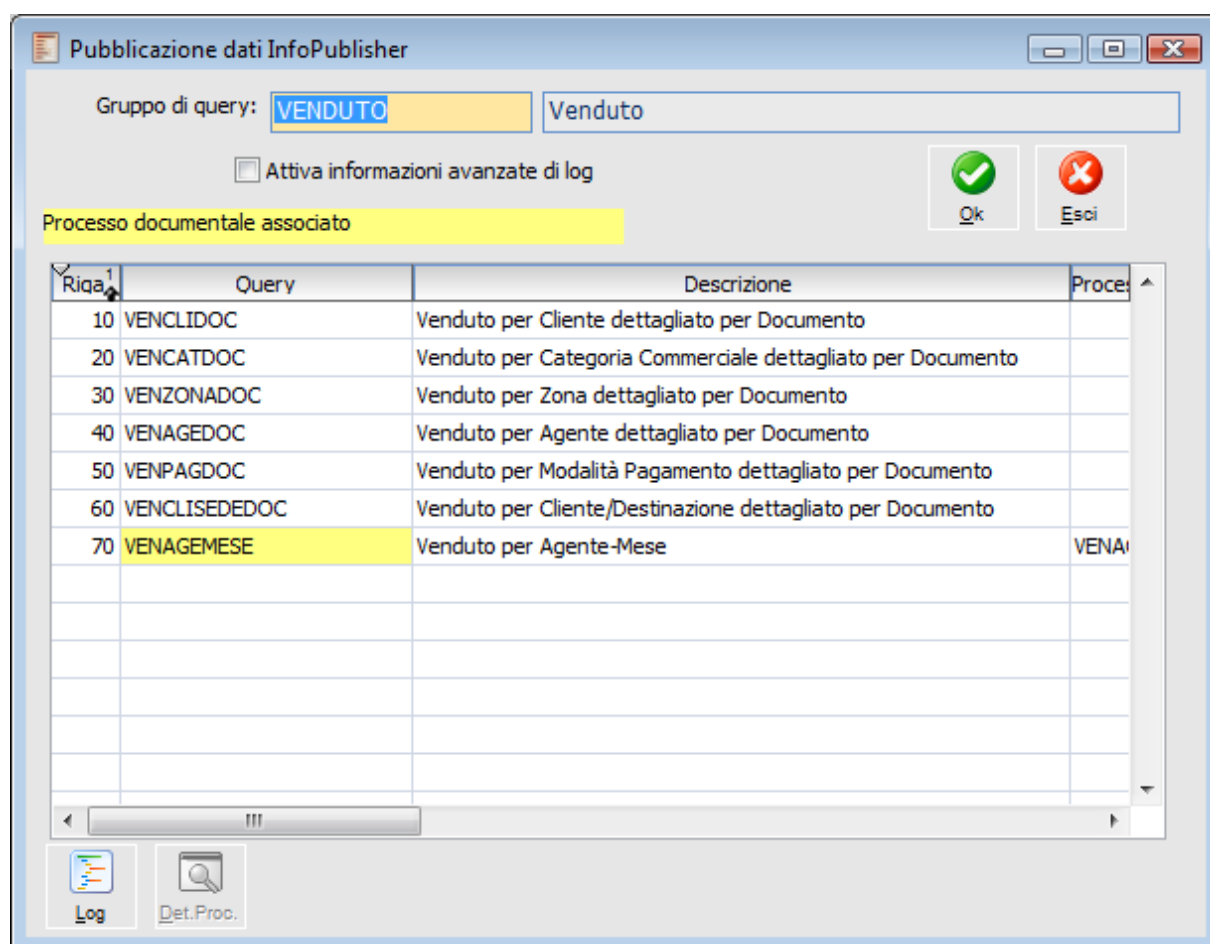 Pubblicazione dati InfoPublisher
Gruppo di query: VENDUTO Venduto
Attiva informazioni avanzate di log
Ok Esci
Processo documentale associato
Riga 1 Query Descrizione Proces
10 VENCLIDOC Venduto per Cliente dettagliato per Documento
20 VENCATDOC Venduto per Categoria Commerciale dettagliato per Documento
30 VENZONADOC Venduto per Zona dettagliato per Documento
40 VENAGEDOC Venduto per Agente dettagliato per Documento
50 VENPAGDOC Venduto per Modalità Pagamento dettagliato per Documento
60 VENCLISEDEDOC Venduto per Cliente/Destinazione dettagliato per Documento
70 VENAGEMESE Venduto per Agente-Mese VENA
Log Det.Proc.